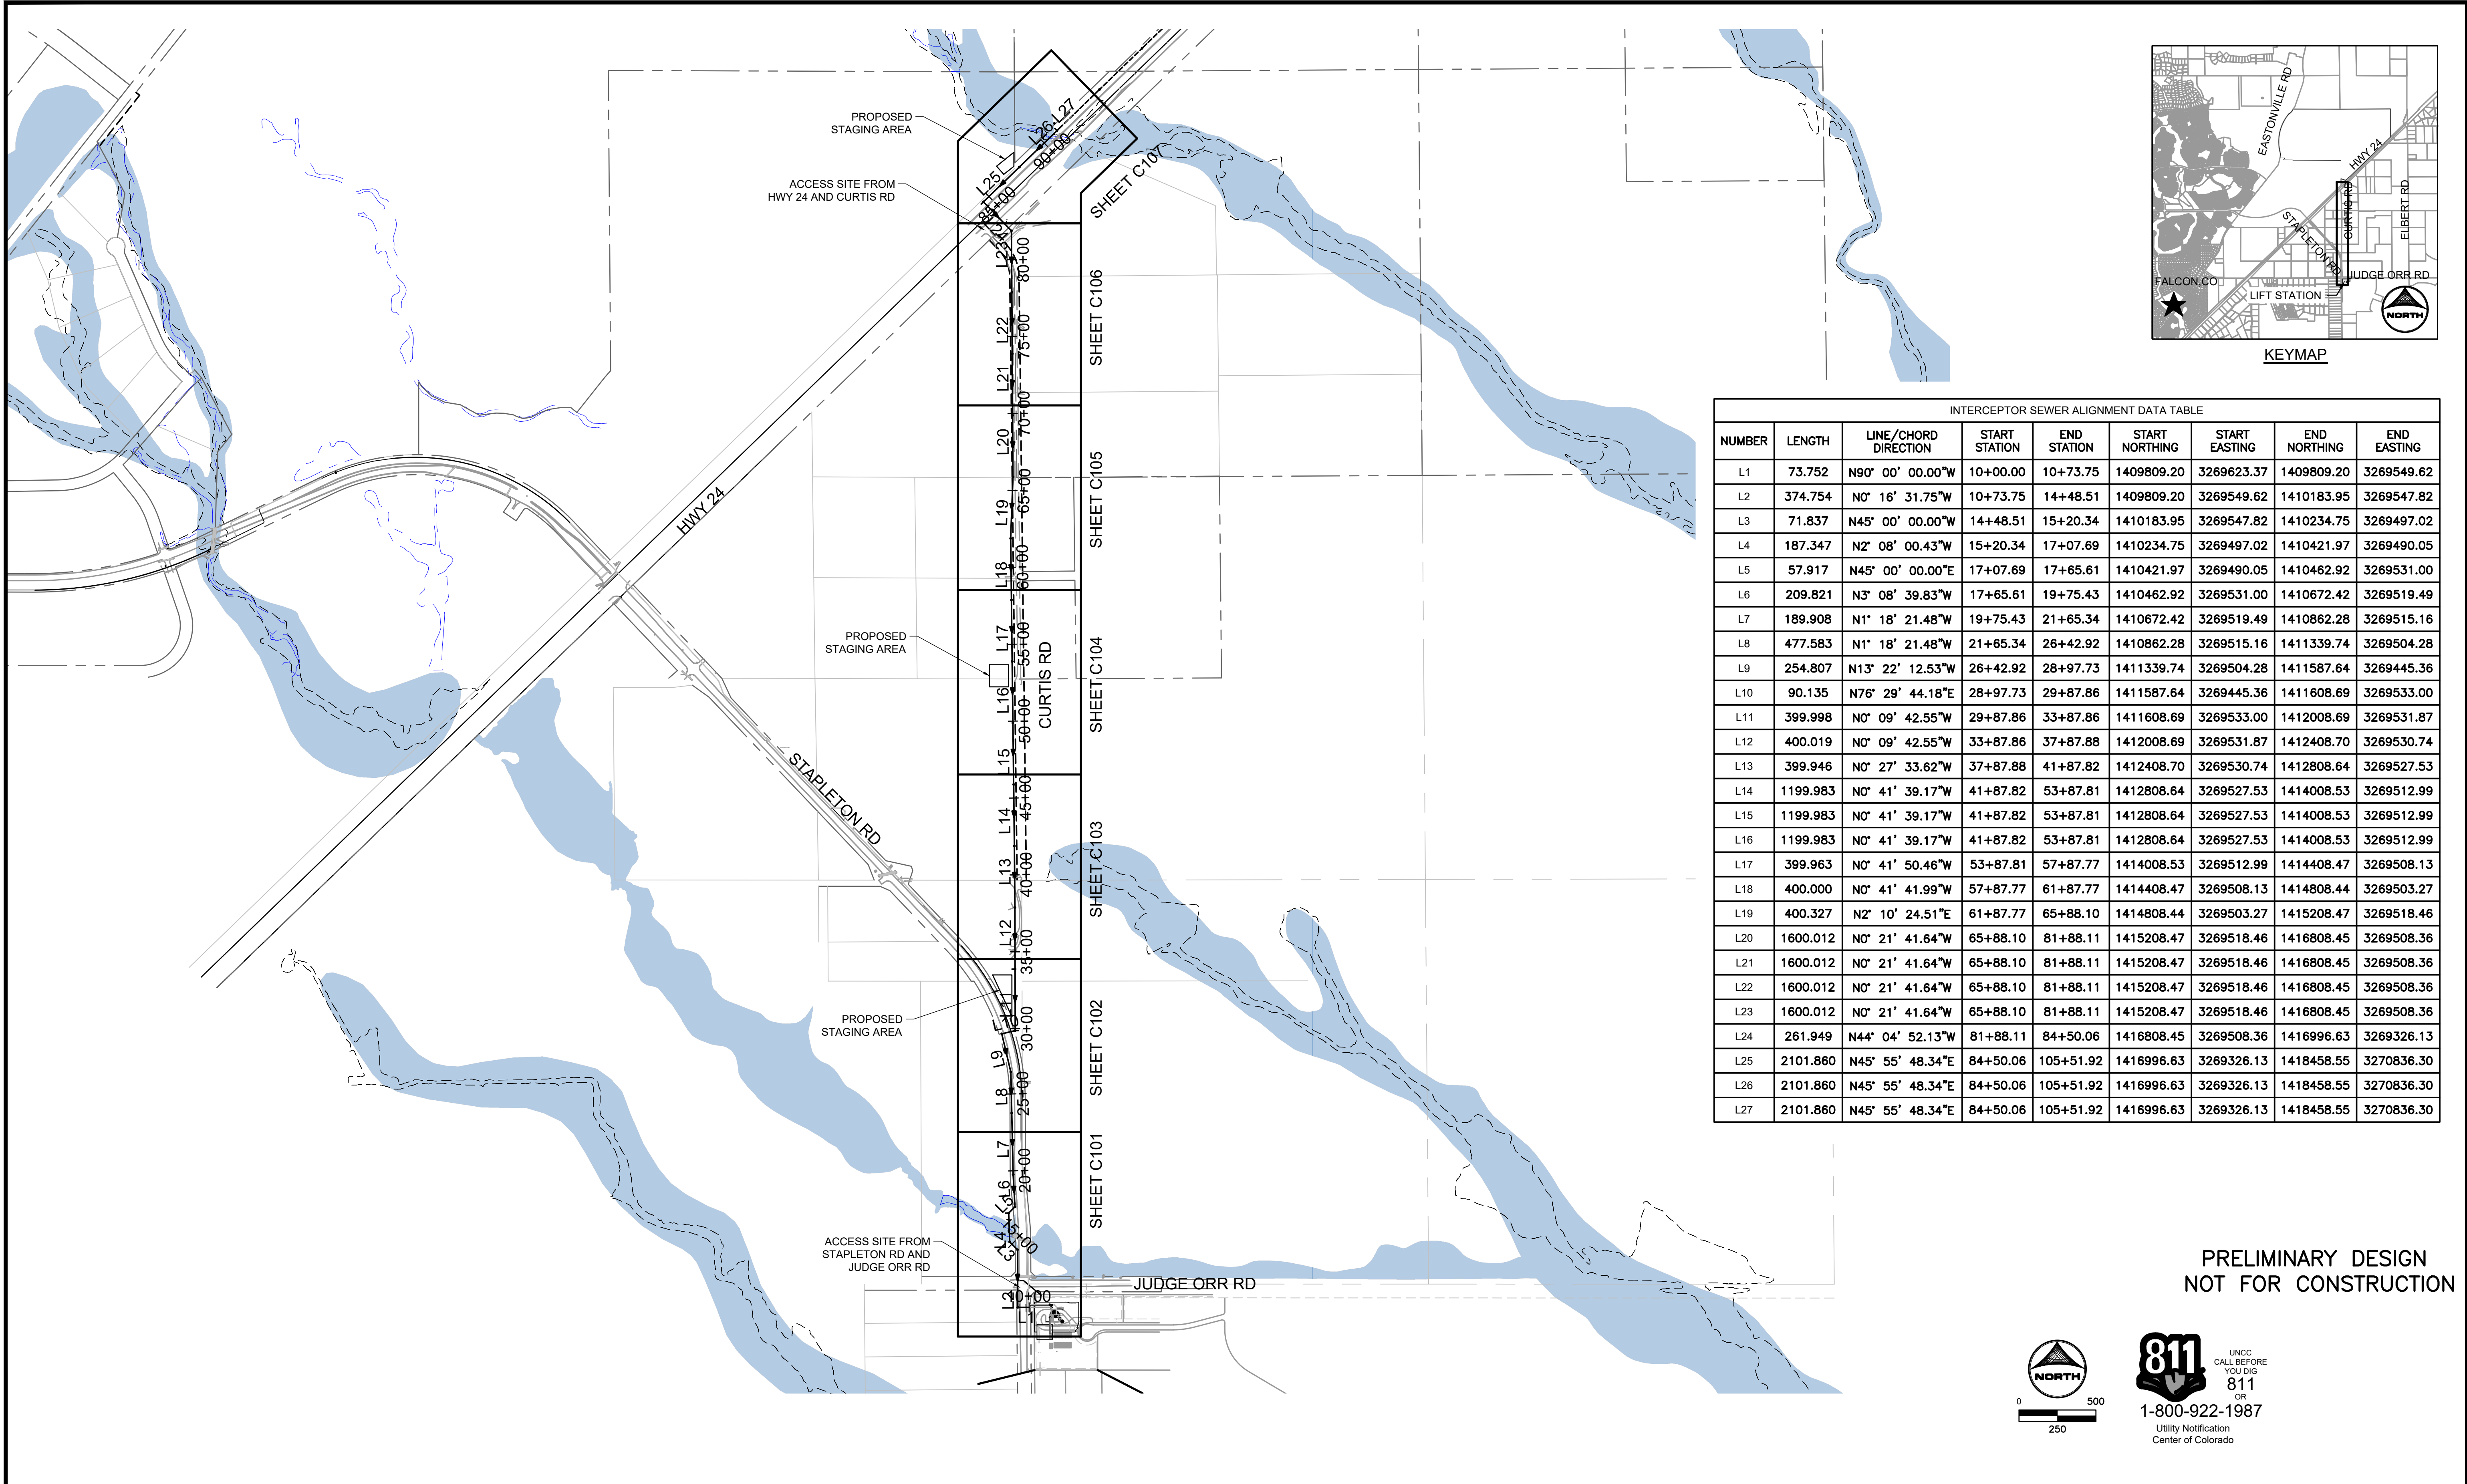 PROPOSED
STAGING AREA
ACCESS SITE FROM
HWY 24 AND CURTIS RD
L26
L27
90+00
L25
85+00
SHEET C107
L24
L23
80+00
SHEET C106
L22
75+00
L21
70+00
L20
SHEET C105
65+00
L19
60+00
L18
HWY 24
PROPOSED
STAGING AREA
L17
55+00
CURTIS RD
SHEET C104
L16
50+00
L15
STAPLETON RD
45+00
L14
SHEET C103
L13
40+00
L12
35+00
PROPOSED
STAGING AREA
L11
30+00
SHEET C102
L9
L8
25+00
L7
SHEET C101
20+00
L6
L5
15+00
L4
L3
ACCESS SITE FROM
STAPLETON RD AND
JUDGE ORR RD
JUDGE ORR RD
L2
10+00
L1
EASTONVILLE RD
HWY 24
CURTIS RD
ELBERT RD
STAPLETON RD
JUDGE ORR RD
FALCON,CO
LIFT STATION
NORTH
KEYMAP
INTERCEPTOR SEWER ALIGNMENT DATA TABLE
NUMBER LENGTH LINE/CHORD DIRECTION START STATION END STATION START NORTHING START EASTING END NORTHING END EASTING
L1 73.752 N90° 00' 00.00"W 10+00.00 10+73.75 1409809.20 3269623.37 1409809.20 3269549.62
L2 374.754 N0° 16' 31.75"W 10+73.75 14+48.51 1409809.20 3269549.62 1410183.95 3269547.82
L3 71.837 N45° 00' 00.00"W 14+48.51 15+20.34 1410183.95 3269547.82 1410234.75 3269497.02
L4 187.347 N2° 08' 00.43"W 15+20.34 17+07.69 1410234.75 3269497.02 1410421.97 3269490.05
L5 57.917 N45° 00' 00.00"E 17+07.69 17+65.61 1410421.97 3269490.05 1410462.92 3269531.00
L6 209.821 N3° 08' 39.83"W 17+65.61 19+75.43 1410462.92 3269531.00 1410672.42 3269519.49
L7 189.908 N1° 18' 21.48"W 19+75.43 21+65.34 1410672.42 3269519.49 1410862.28 3269515.16
L8 477.583 N1° 18' 21.48"W 21+65.34 26+42.92 1410862.28 3269515.16 1411339.74 3269504.28
L9 254.807 N13° 22' 12.53"W 26+42.92 28+97.73 1411339.74 3269504.28 1411587.64 3269445.36
L10 90.135 N76° 29' 44.18"E 28+97.73 29+87.86 1411587.64 3269445.36 1411608.69 3269533.00
L11 399.998 N0° 09' 42.55"W 29+87.86 33+87.86 1411608.69 3269533.00 1412008.69 3269531.87
L12 400.019 N0° 09' 42.55"W 33+87.86 37+87.88 1412008.69 3269531.87 1412408.70 3269530.74
L13 399.946 N0° 27' 33.62"W 37+87.88 41+87.82 1412408.70 3269530.74 1412808.64 3269527.53
L14 1199.983 N0° 41' 39.17"W 41+87.82 53+87.81 1412808.64 3269527.53 1414008.53 3269512.99
L15 1199.983 N0° 41' 39.17"W 41+87.82 53+87.81 1412808.64 3269527.53 1414008.53 3269512.99
L16 1199.983 N0° 41' 39.17"W 41+87.82 53+87.81 1412808.64 3269527.53 1414008.53 3269512.99
L17 399.963 N0° 41' 50.46"W 53+87.81 57+87.77 1414008.53 3269512.99 1414408.47 3269508.13
L18 400.000 N0° 41' 41.99"W 57+87.77 61+87.77 1414408.47 3269508.13 1414808.44 3269503.27
L19 400.327 N2° 10' 24.51"E 61+87.77 65+88.10 1414808.44 3269503.27 1415208.47 3269518.46
L20 1600.012 N0° 21' 41.64"W 65+88.10 81+88.11 1415208.47 3269518.46 1416808.45 3269508.36
L21 1600.012 N0° 21' 41.64"W 65+88.10 81+88.11 1415208.47 3269518.46 1416808.45 3269508.36
L22 1600.012 N0° 21' 41.64"W 65+88.10 81+88.11 1415208.47 3269518.46 1416808.45 3269508.36
L23 1600.012 N0° 21' 41.64"W 65+88.10 81+88.11 1415208.47 3269518.46 1416808.45 3269508.36
L24 261.949 N44° 04' 52.13"W 81+88.11 84+50.06 1416808.45 3269508.36 1416996.63 3269326.13
L25 2101.860 N45° 55' 48.34"E 84+50.06 105+51.92 1416996.63 3269326.13 1418458.55 3270836.30
L26 2101.860 N45° 55' 48.34"E 84+50.06 105+51.92 1416996.63 3269326.13 1418458.55 3270836.30
L27 2101.860 N45° 55' 48.34"E 84+50.06 105+51.92 1416996.63 3269326.13 1418458.55 3270836.30
PRELIMINARY DESIGN
NOT FOR CONSTRUCTION
NORTH
0 500
250
811
UNCC
CALL BEFORE
YOU DIG
811
OR
1-800-922-1987
Utility Notification
Center of Colorado